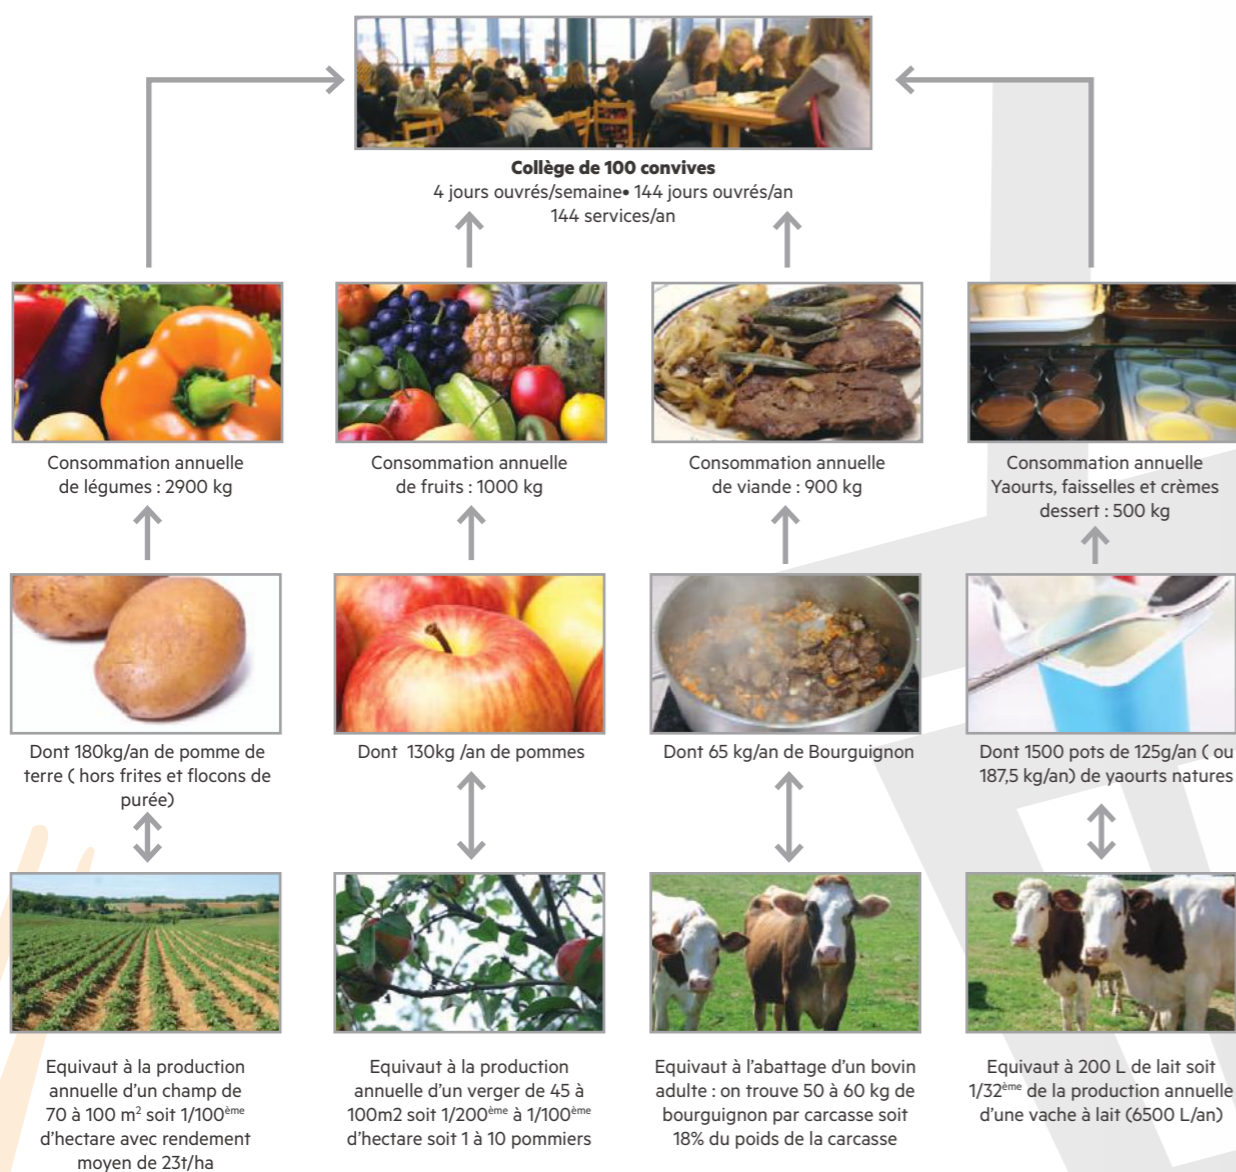 Collège de 100 convives
4 jours ouvrés/semaine• 144 jours ouvrés/an
144 services/an
Consommation annuelle
de légumes : 2900 kg
Consommation annuelle
de fruits : 1000 kg
Consommation annuelle
de viande : 900 kg
Consommation annuelle
Yaourts, faisselles et crèmes
dessert : 500 kg
Dont 180kg/an de pomme de
terre ( hors frites et flocons de
purée)
Dont 130kg /an de pommes
Dont 65 kg/an de Bourguignon
Dont 1500 pots de 125g/an ( ou
187,5 kg/an) de yaourts natures
Equivaut à la production
annuelle d'un champ de
70 à 100 m² soit 1/100ème
d'hectare avec rendement
moyen de 23t/ha
Equivaut à la production
annuelle d'un verger de 45 à
100m2 soit 1/200ème à 1/100ème
d'hectare soit 1 à 10 pommiers
Equivaut à l'abattage d'un bovin
adulte : on trouve 50 à 60 kg de
bourguignon par carcasse soit
18% du poids de la carcasse
Equivaut à 200 L de lait soit
1/32ème de la production annuelle
d'une vache à lait (6500 L/an)